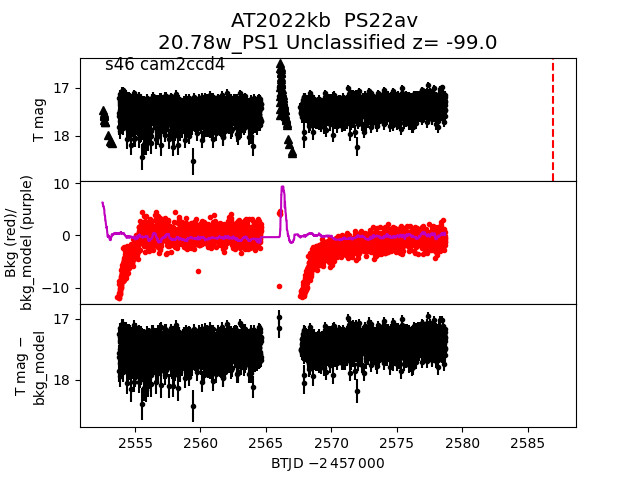 AT2022kb  PS22av
20.78w_PS1 Unclassified z= -99.0
s46 cam2ccd4
17
18
T mag
10
0
−10
Bkg (red)/
bkg_model (purple)
17
18
T mag −
bkg_model
2555 2560 2565 2570 2575 2580 2585
BTJD −2 457 000